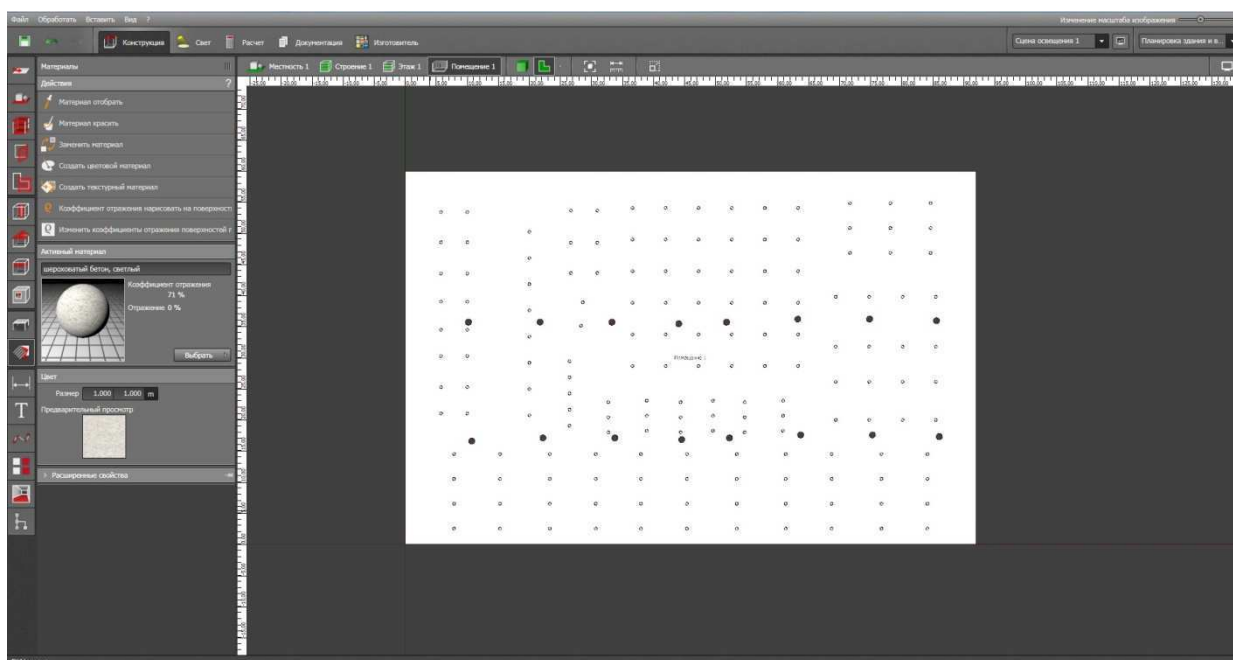 Файл Обработать Вставить Вид ?
Изменение масштаба изображения
Конструкция Свет Расчет Документация Изготовитель
Сцена освещения 1
Планировка здания и в...
Материалы
Местность 1 Строение 1 Этаж 1 Помещение 1
Действия ?
Материал отобрать
Материал красить
Заменить материал
Создать цветовой материал
Создать текстурный материал
Коэффициент отражения нарисовать на поверхност
Изменить коэффициенты отражения поверхностей г
Активный материал
шероховатый бетон, светлый
Коэффициент отражения
71 %
Отражение 0 %
Выбрать
Цвет
Размер 1.000 1.000 m
Предварительный просмотр
Расширенные свойства